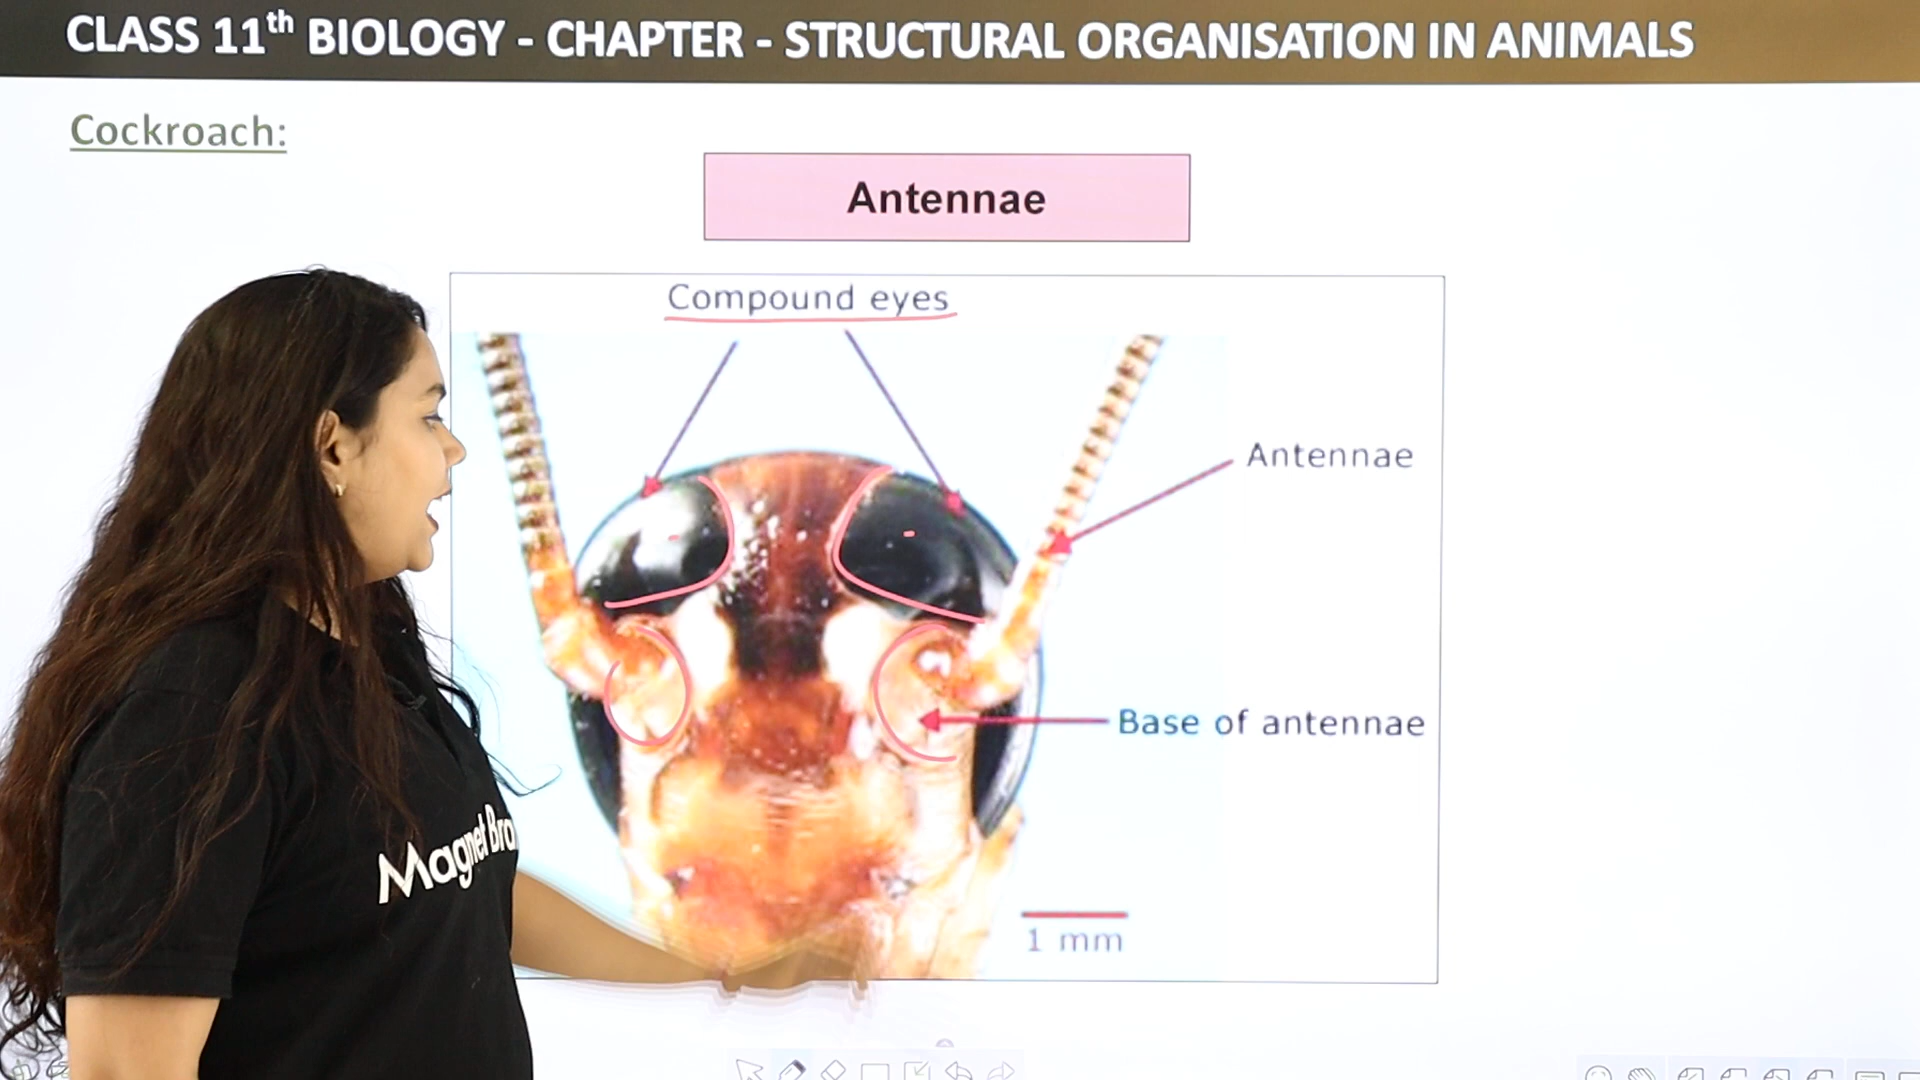 CLASS 11th BIOLOGY - CHAPTER - STRUCTURAL ORGANISATION IN ANIMALS
Cockroach:
Antennae
Compound eyes
Antennae
Base of antennae
1 mm
Magnet Bra